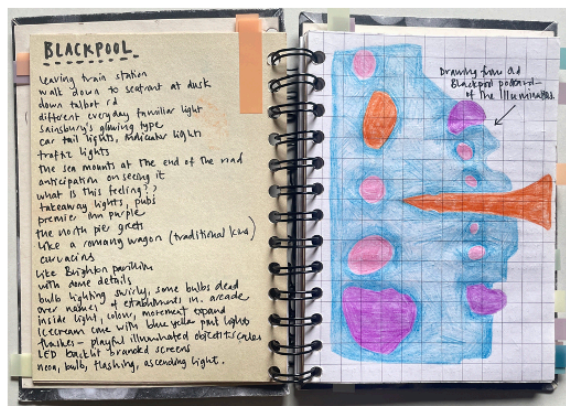 BLACKPOOL
leaving train station
walk down to seafront at dusk
down talbot rd
different everyday familiar light
Sainsbury's glowing type
car tail lights, indicator lights
traffic lights
the sea mounts at the end of the road
anticipation on seeing it
what is this feeling??
takeaway lights, pubs
premier inn purple
the north pier greets
like a romany wagon (traditional kind)
curvacious
like Brighton pavilion
with some details
bulb lighting swirly, some bulbs dead
over names of establishments in arcade
inside light, colour, movement expand
ice cream cone with blue yellow part lights
flashes - playful illuminated objects scales
LED backlit branded screens
neon, bulb, flashing, ascending light.
Drawing from old
Blackpool postcard -
of the Illuminations